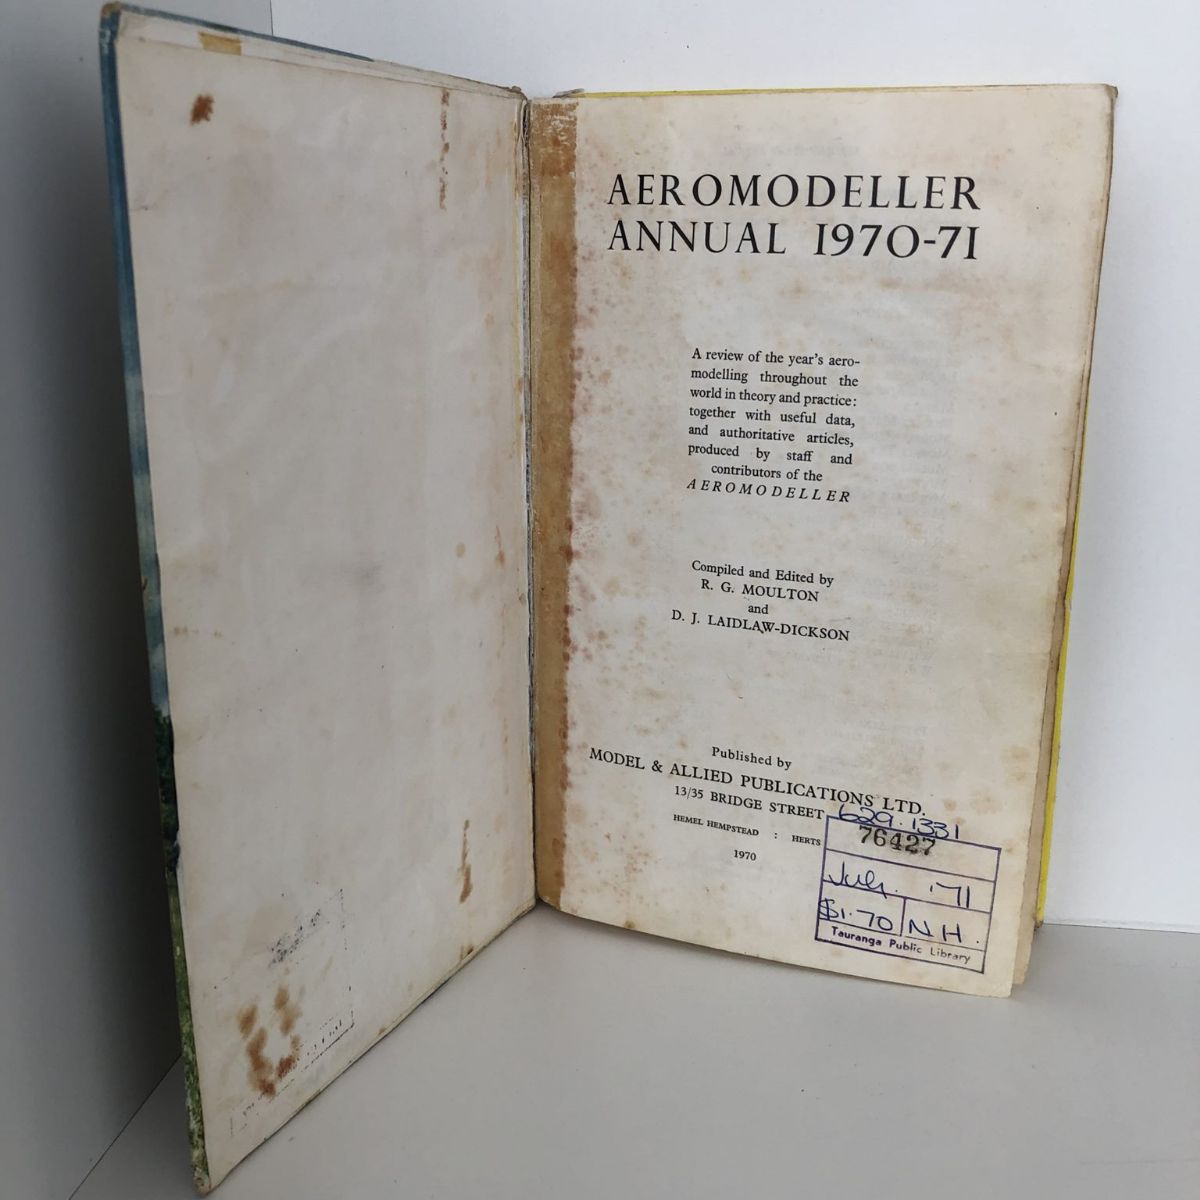 AEROMODELLER
ANNUAL 1970-71
A review of the year's aero-
modelling throughout the
world in theory and practice:
together with useful data,
and authoritative articles,
produced by staff and
contributors of the
AEROMODELLER
Compiled and Edited by
R. G. MOULTON
and
D. J. LAIDLAW-DICKSON
Published by
MODEL & ALLIED PUBLICATIONS LTD.
13/35 BRIDGE STREET
HEMEL HEMPSTEAD : HERTS
1970
629.1331
76427
July. '71
$1.70 N.H.
Tauranga Public Library